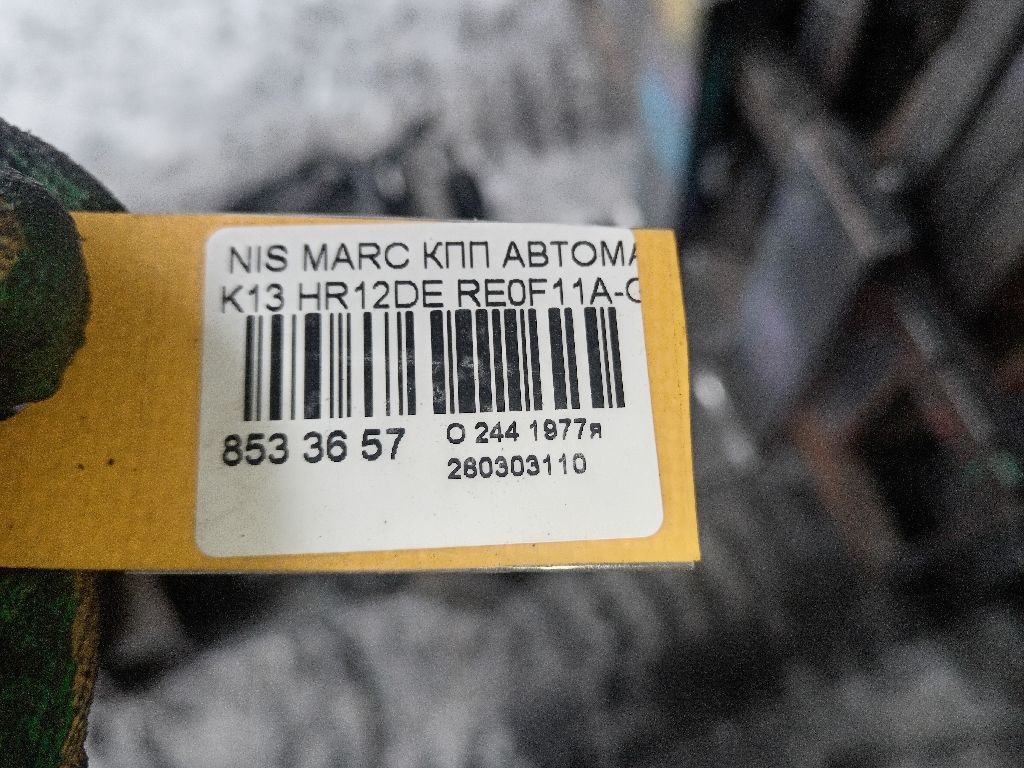 NIS MARC КПП АВТОМА
K13 HR12DE RE0F11A-
853 36 57
О 244 1977я
280303110